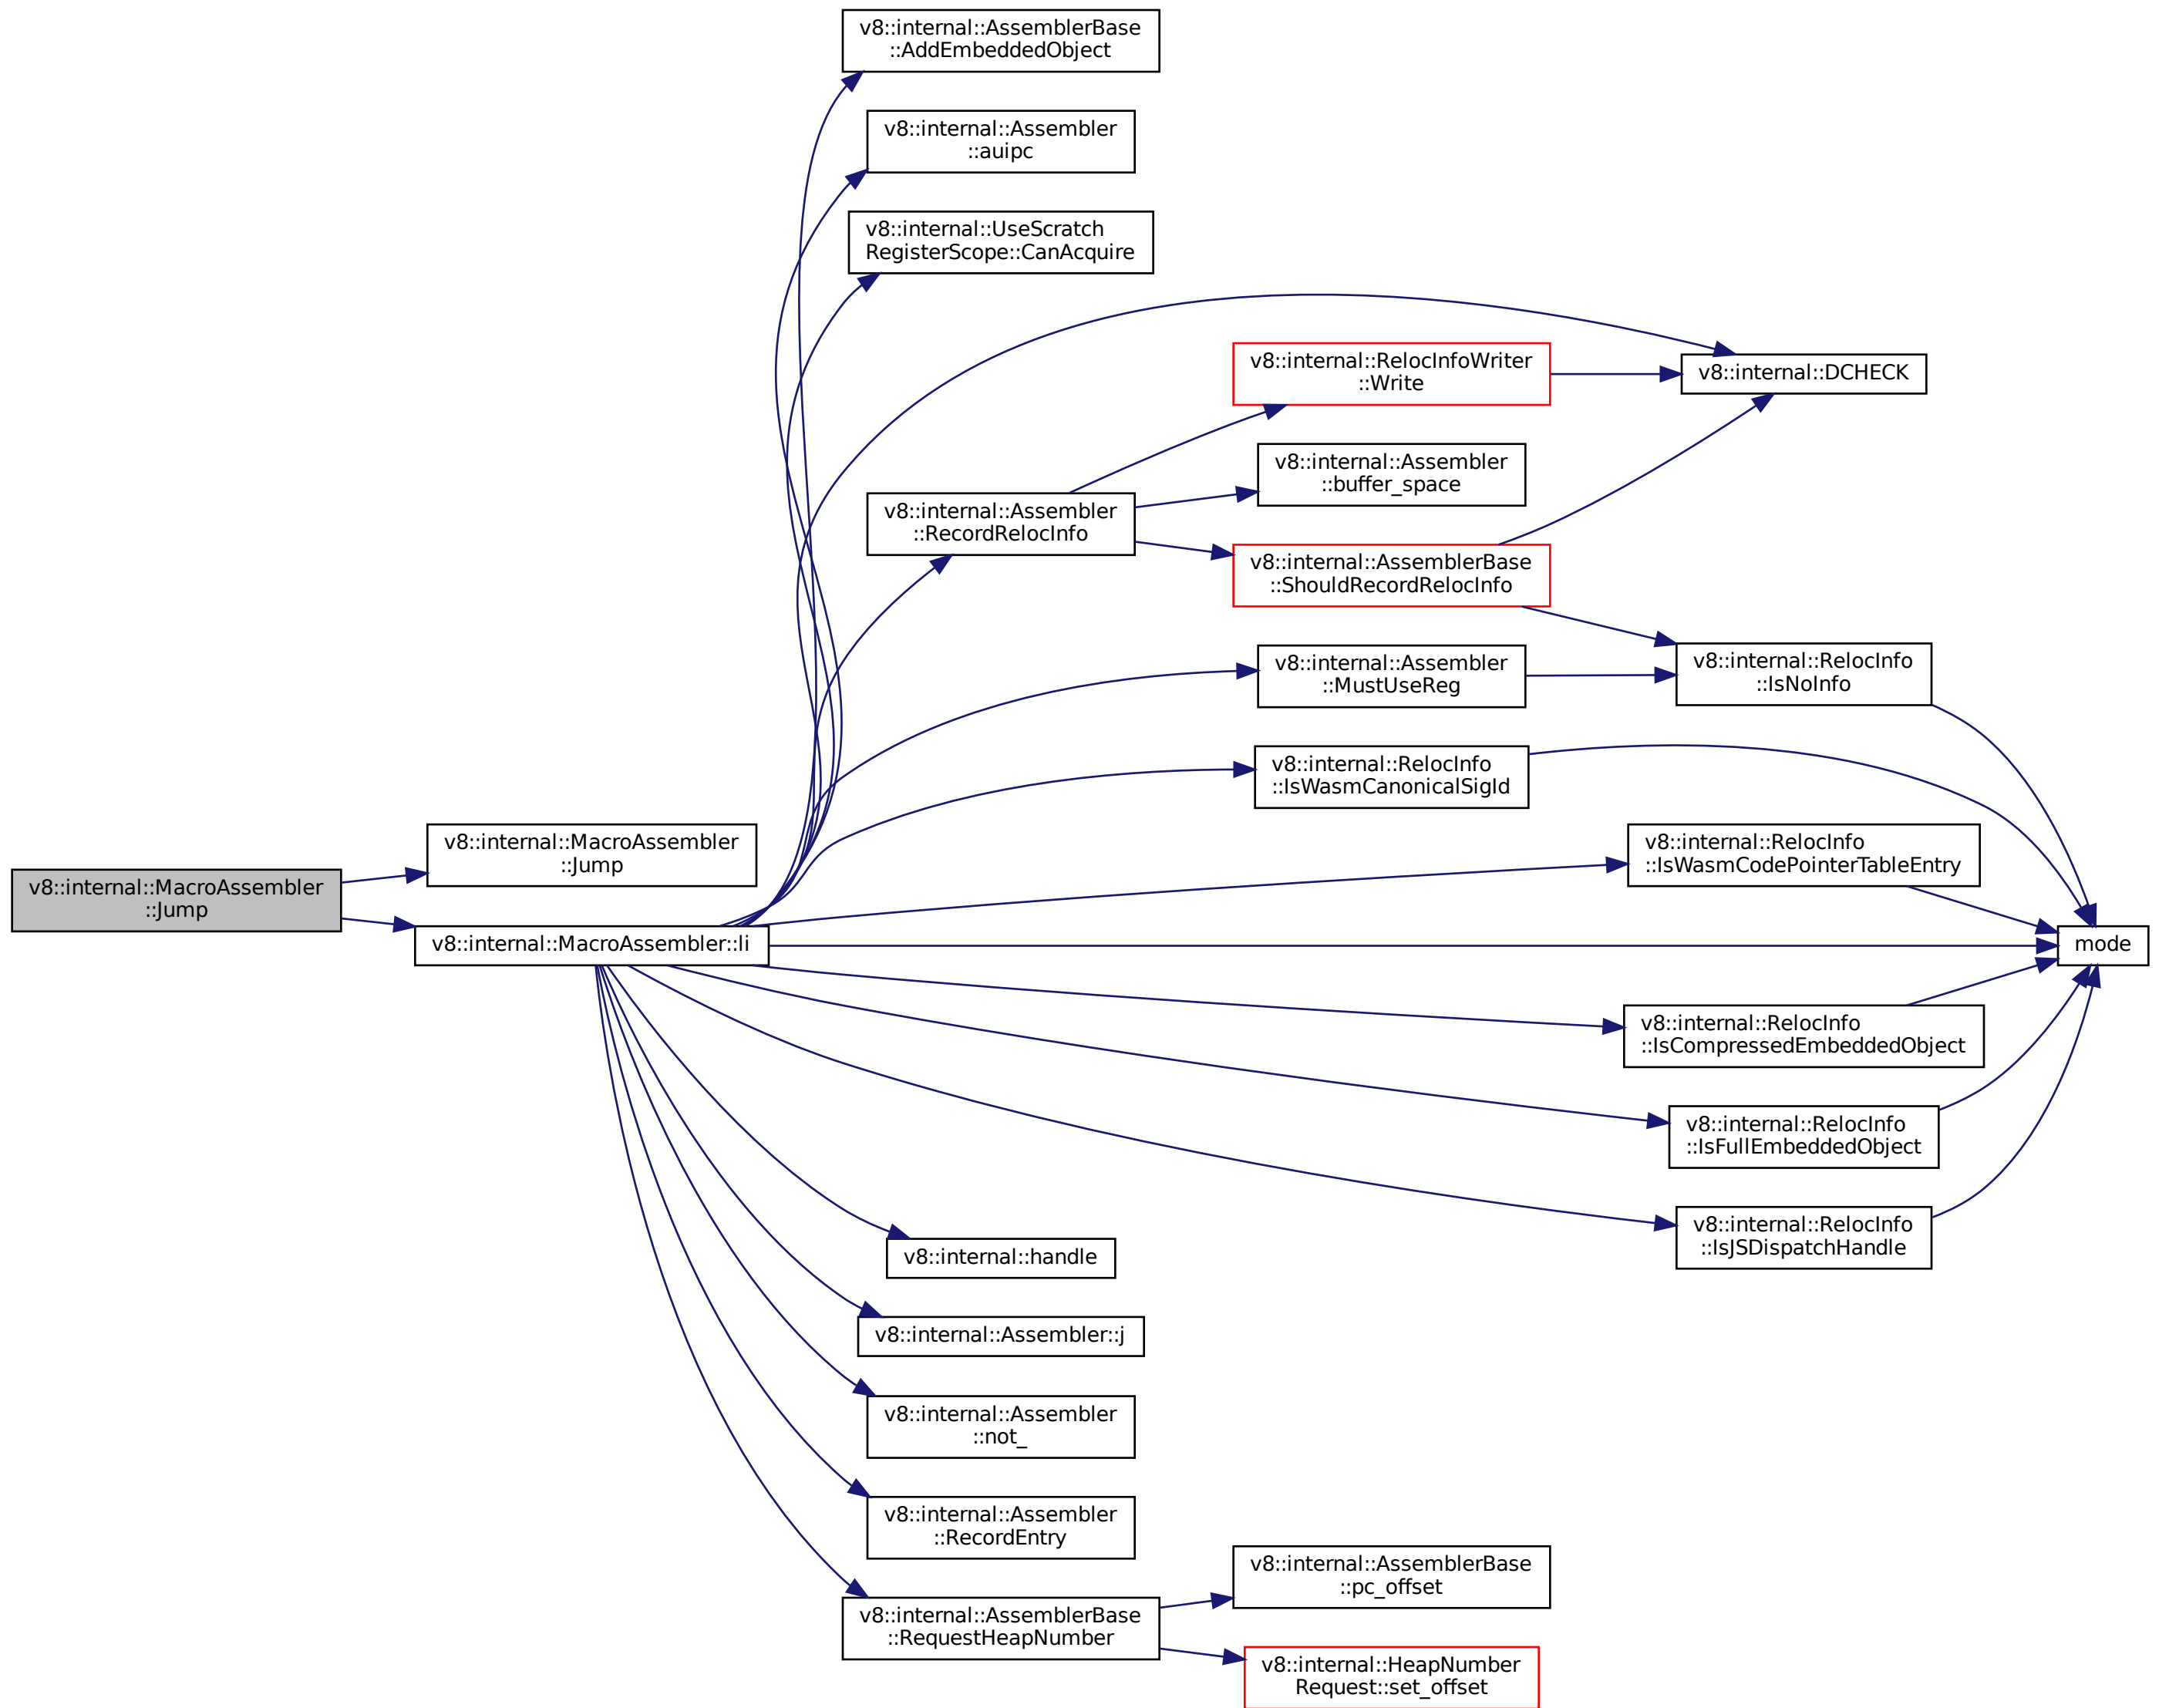 v8::internal::AssemblerBase
::AddEmbeddedObject
v8::internal::Assembler
::auipc
v8::internal::UseScratch
RegisterScope::CanAcquire
v8::internal::RelocInfoWriter
::Write
v8::internal::DCHECK
v8::internal::Assembler
::buffer_space
v8::internal::Assembler
::RecordRelocInfo
v8::internal::AssemblerBase
::ShouldRecordRelocInfo
v8::internal::Assembler
::MustUseReg
v8::internal::RelocInfo
::IsNoInfo
v8::internal::RelocInfo
::IsWasmCanonicalSigId
v8::internal::MacroAssembler
::Jump
v8::internal::RelocInfo
::IsWasmCodePointerTableEntry
v8::internal::MacroAssembler
::Jump
v8::internal::MacroAssembler::li
mode
v8::internal::RelocInfo
::IsCompressedEmbeddedObject
v8::internal::RelocInfo
::IsFullEmbeddedObject
v8::internal::RelocInfo
::IsJSDispatchHandle
v8::internal::handle
v8::internal::Assembler::j
v8::internal::Assembler
::not_
v8::internal::Assembler
::RecordEntry
v8::internal::AssemblerBase
::pc_offset
v8::internal::AssemblerBase
::RequestHeapNumber
v8::internal::HeapNumber
Request::set_offset